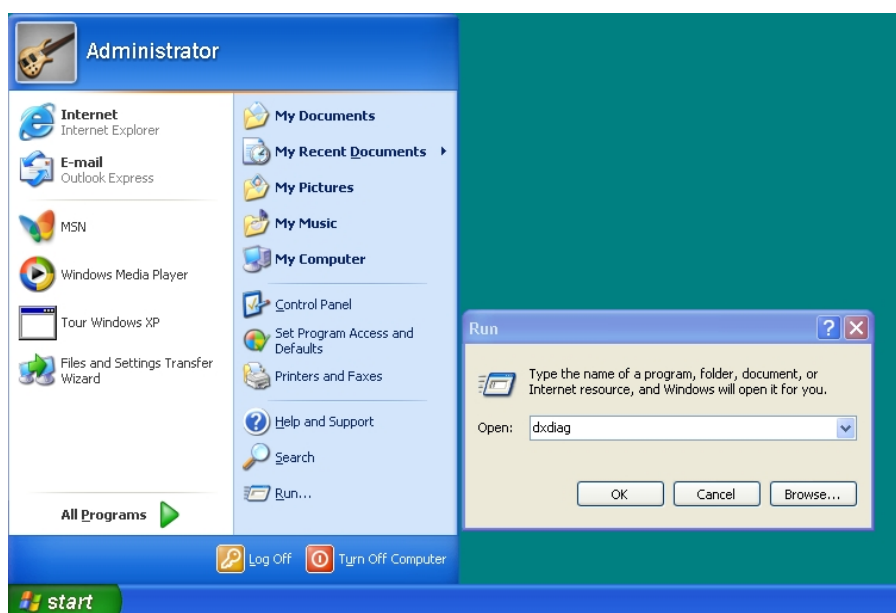 Administrator
Internet
Internet Explorer
E-mail
Outlook Express
MSN
Windows Media Player
Tour Windows XP
Files and Settings Transfer
Wizard
All Programs
My Documents
My Recent Documents
My Pictures
My Music
My Computer
Control Panel
Set Program Access and
Defaults
Printers and Faxes
Help and Support
Search
Run...
Log Off
Turn Off Computer
start
Run
Type the name of a program, folder, document, or
Internet resource, and Windows will open it for you.
Open: dxdiag
OK Cancel Browse...